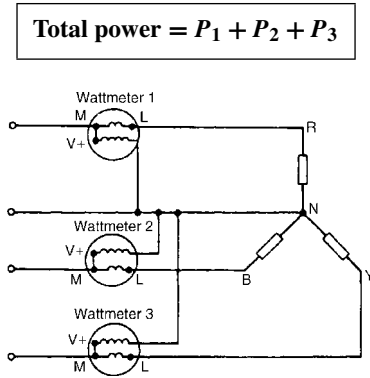 Total power = P₁ + P₂ + P₃
Wattmeter 1
M L R
V+
N
Wattmeter 2
V+
M L B Y
Wattmeter 3
V+
M L